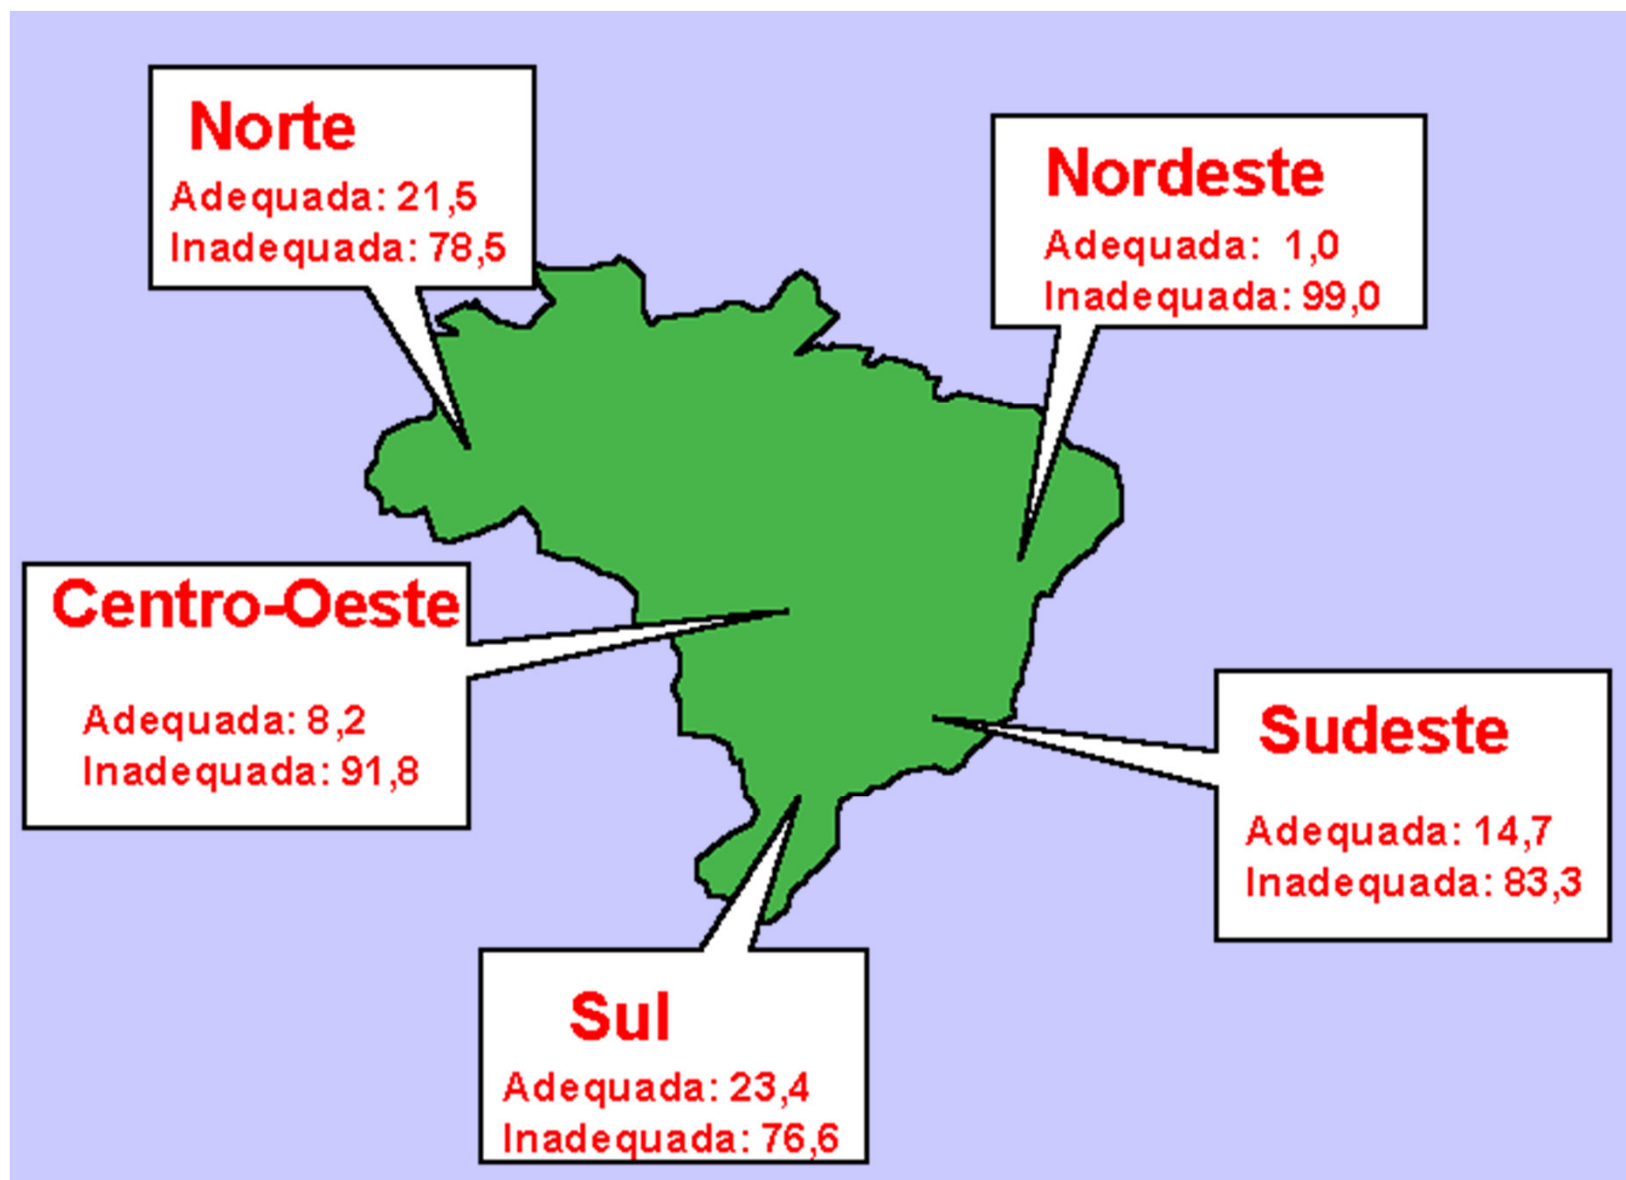 Norte
Adequada: 21,5
Inadequada: 78,5
Nordeste
Adequada: 1,0
Inadequada: 99,0
Centro-Oeste
Adequada: 8,2
Inadequada: 91,8
Sudeste
Adequada: 14,7
Inadequada: 83,3
Sul
Adequada: 23,4
Inadequada: 76,6